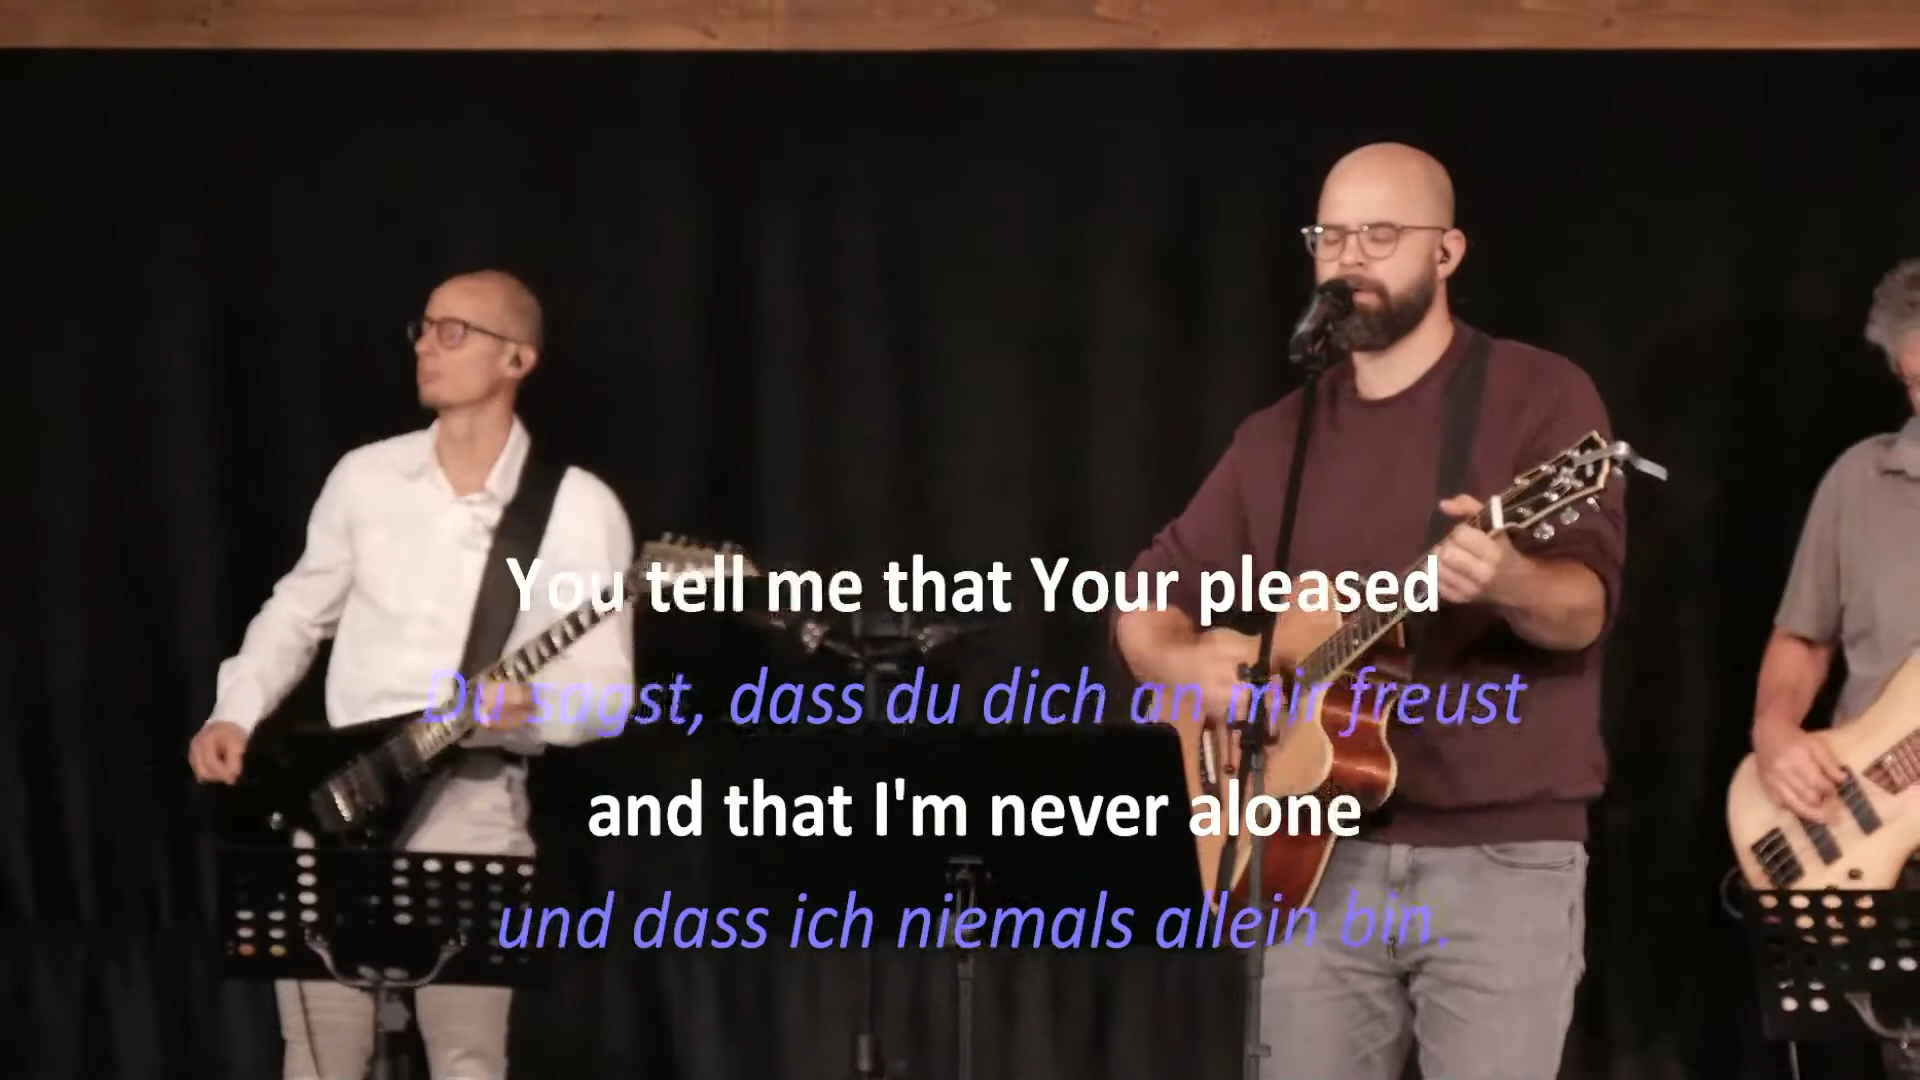 You tell me that Your pleased
Du sagst, dass du dich an mir freust
and that I'm never alone
und dass ich niemals allein bin.